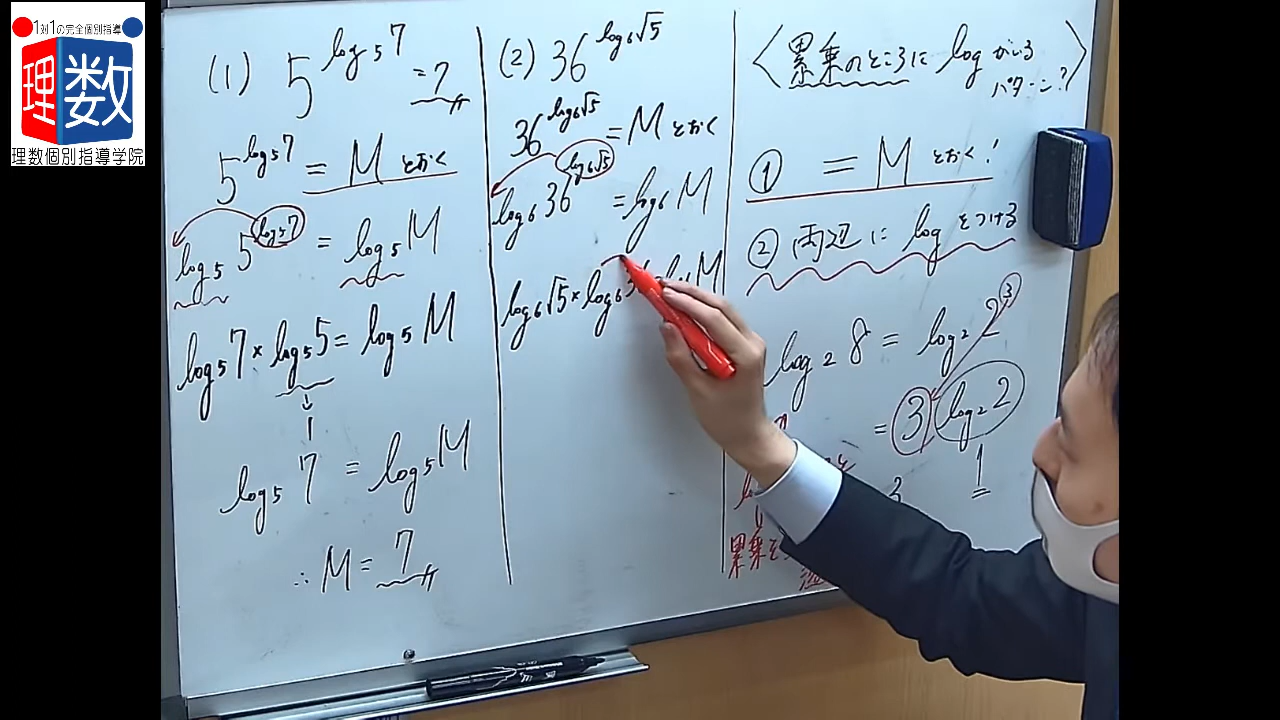 1対1の完全個別指導
理数
理数個別指導学院
(1) 5^{log_5 7} = 7
5^{log_5 7} = M とおく
log_5 5^{log_5 7} = log_5 M
log_5 7 × log_5 5 = log_5 M
↓
1
log_5 7 = log_5 M
∴ M = 7
(2) 36^{log_6 √5}
36^{log_6 √5} = M とおく
log_6 36^{log_6 √5} = log_6 M
log_6 √5 × log_6 M
〈累乗のところに log がいる
パターン?〉
① = M とおく!
② 両辺に log をつける
log_2 8 = log_2 2^3
= 3 log_2 2
1
3
累乗